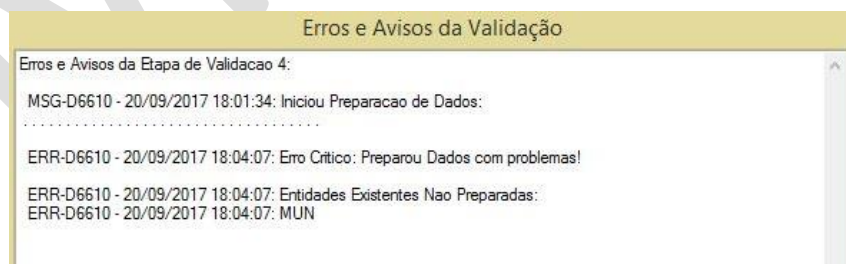 Erros e Avisos da Validação
Erros e Avisos da Etapa de Validacao 4:
MSG-D6610 - 20/09/2017 18:01:34: Iniciou Preparacao de Dados:
. . . . . . . . . . . . . . . . . . . . . . . . . . . . . . . . . . .
ERR-D6610 - 20/09/2017 18:04:07: Erro Critico: Preparou Dados com problemas!
ERR-D6610 - 20/09/2017 18:04:07: Entidades Existentes Nao Preparadas:
ERR-D6610 - 20/09/2017 18:04:07: MUN